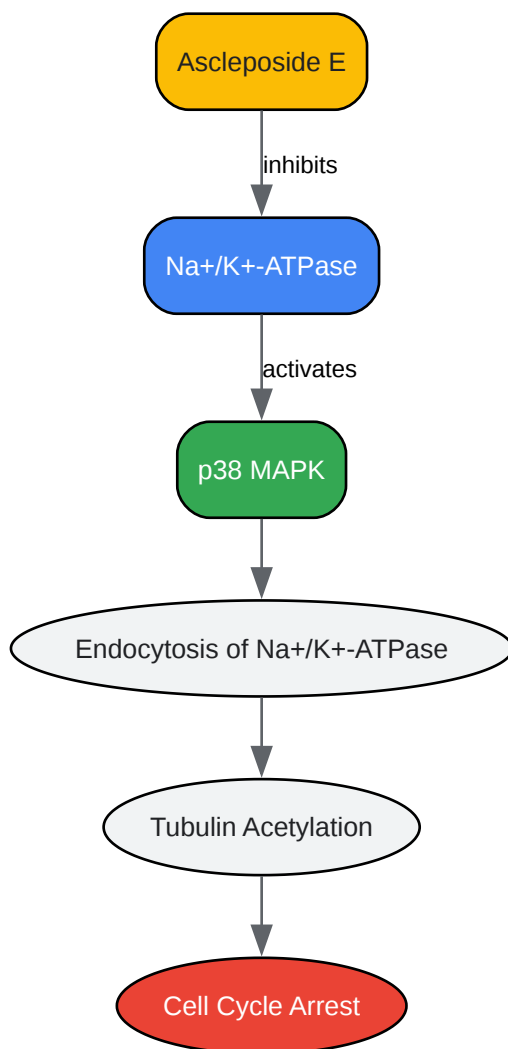 Ascleposide E
inhibits
Na+/K+-ATPase
activates
p38 MAPK
Endocytosis of Na+/K+-ATPase
Tubulin Acetylation
Cell Cycle Arrest